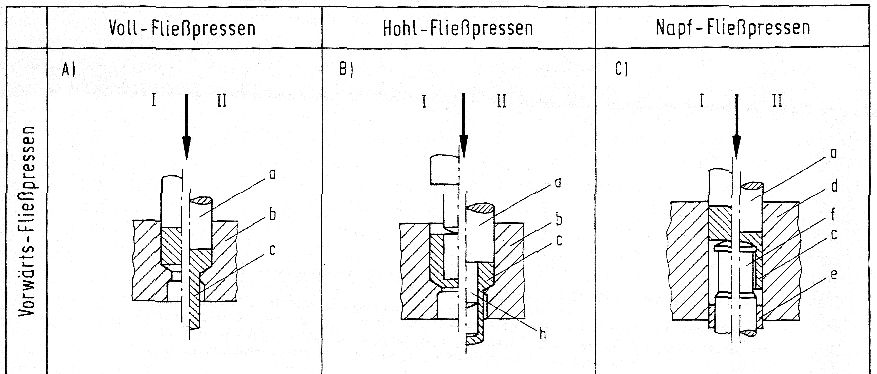 Voll-Fließpressen
Hohl-Fließpressen
Napf-Fließpressen
Vorwärts-Fließpressen
A)
I II
a
b
c
B)
I II
a
b
c
h
C)
I II
a
d
f
c
e